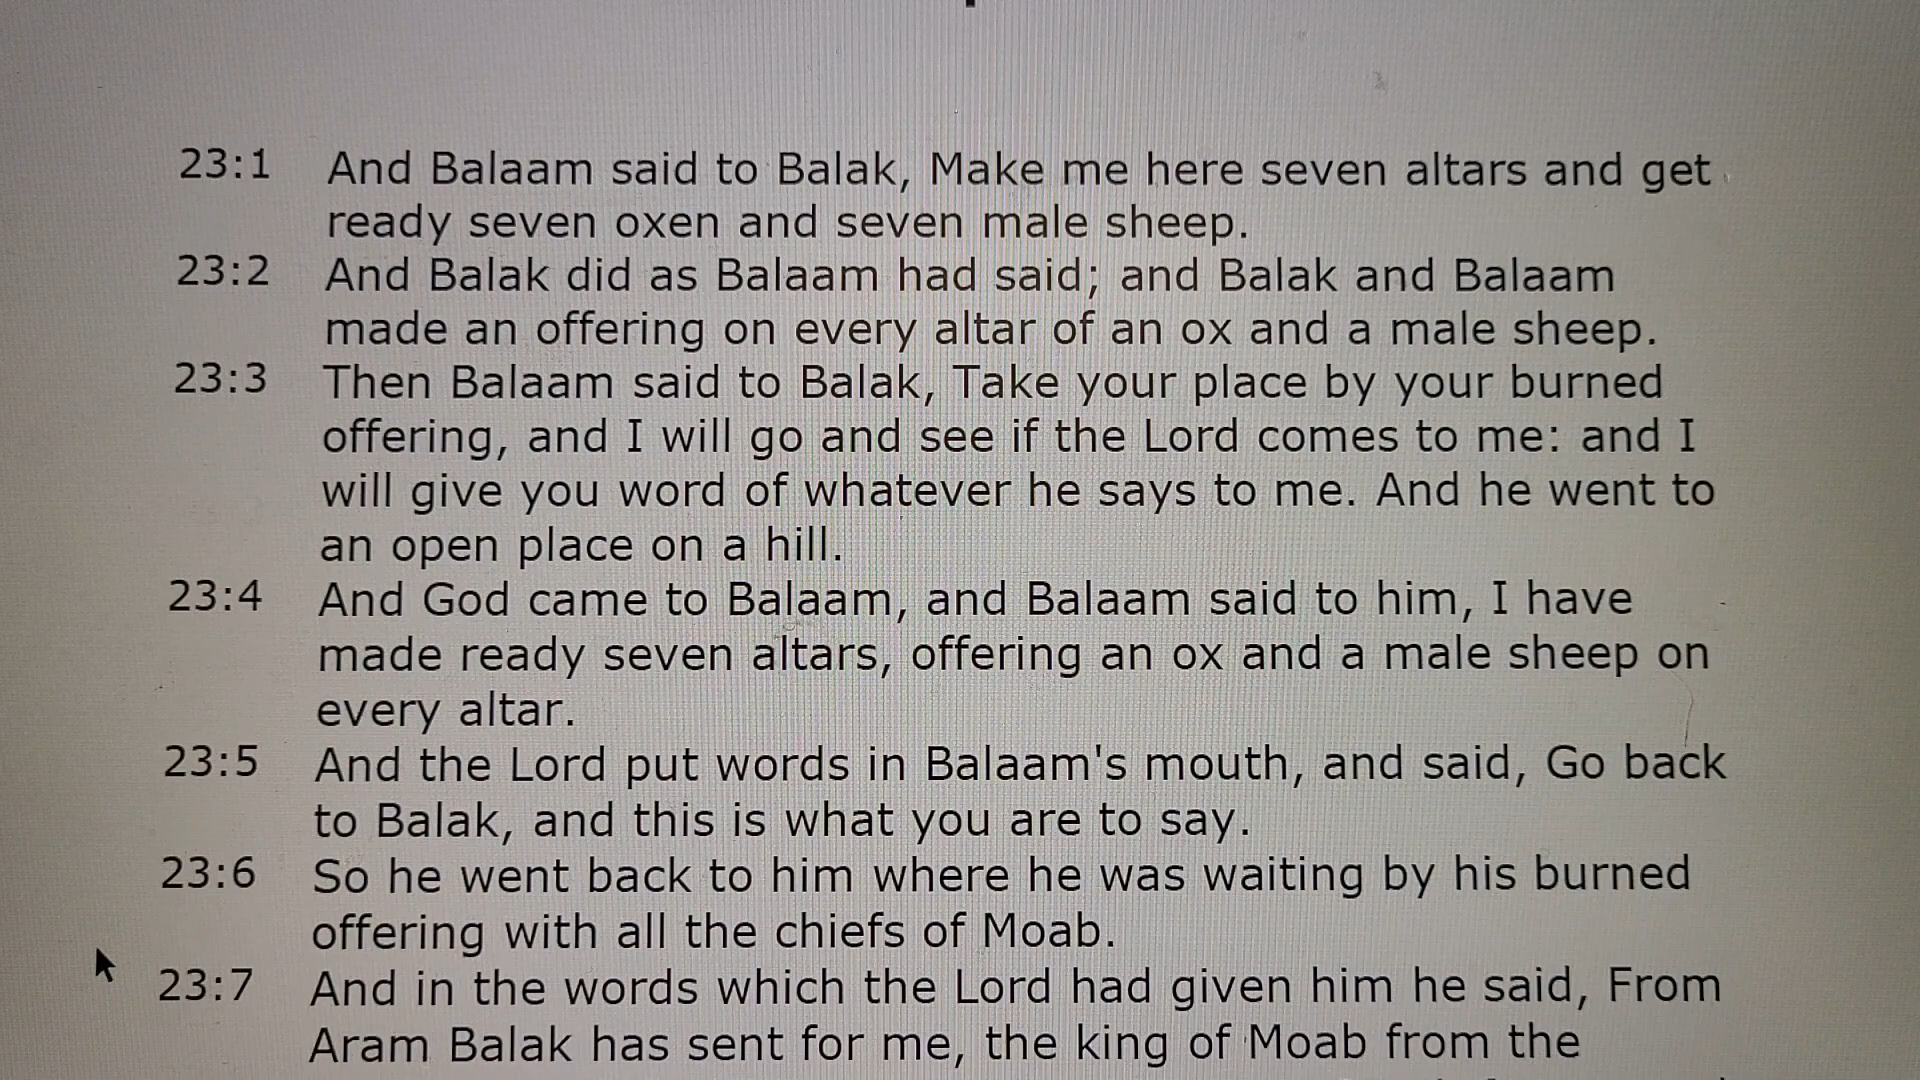 23:1 And Balaam said to Balak, Make me here seven altars and get
ready seven oxen and seven male sheep.
23:2 And Balak did as Balaam had said; and Balak and Balaam
made an offering on every altar of an ox and a male sheep.
23:3 Then Balaam said to Balak, Take your place by your burned
offering, and I will go and see if the Lord comes to me: and I
will give you word of whatever he says to me. And he went to
an open place on a hill.
23:4 And God came to Balaam, and Balaam said to him, I have
made ready seven altars, offering an ox and a male sheep on
every altar.
23:5 And the Lord put words in Balaam's mouth, and said, Go back
to Balak, and this is what you are to say.
23:6 So he went back to him where he was waiting by his burned
offering with all the chiefs of Moab.
23:7 And in the words which the Lord had given him he said, From
Aram Balak has sent for me, the king of Moab from the